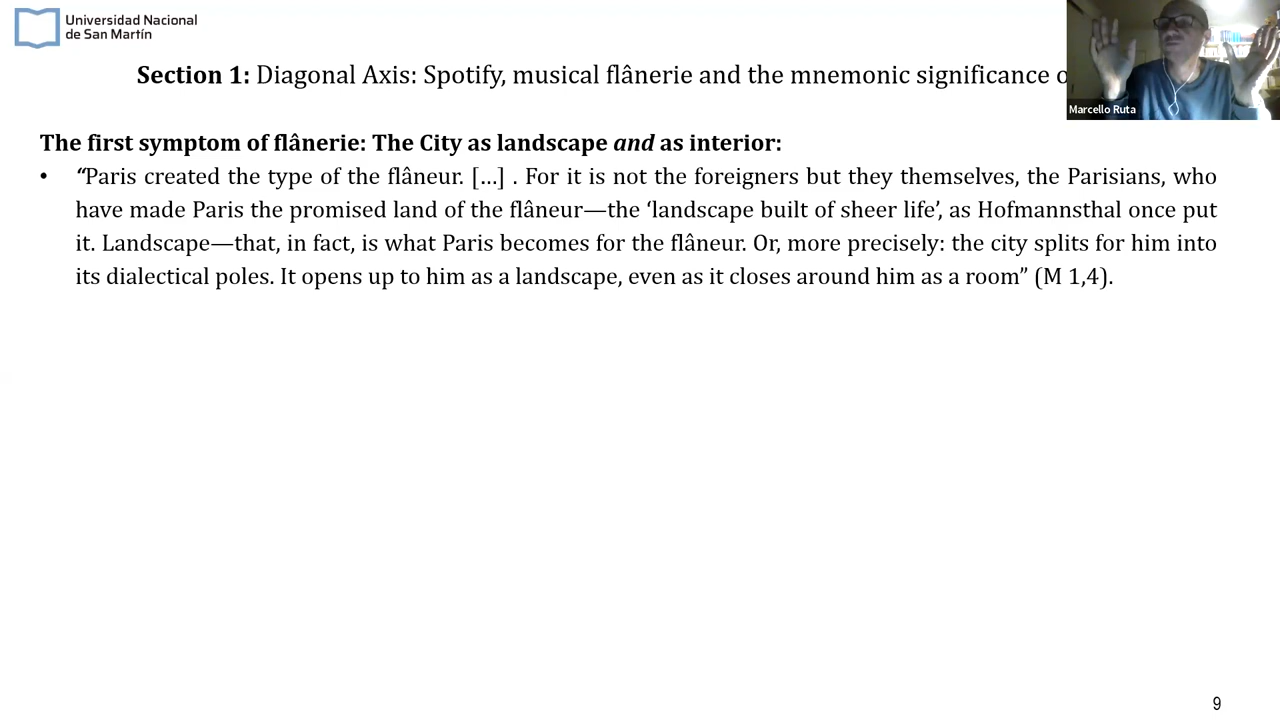 Universidad Nacional
de San Martín
Section 1: Diagonal Axis: Spotify, musical flânerie and the mnemonic significance
Marcello Ruta
The first symptom of flânerie: The City as landscape and as interior:
• “Paris created the type of the flâneur. [...] . For it is not the foreigners but they themselves, the Parisians, who
have made Paris the promised land of the flâneur—the ‘landscape built of sheer life’, as Hofmannsthal once put
it. Landscape—that, in fact, is what Paris becomes for the flâneur. Or, more precisely: the city splits for him into
its dialectical poles. It opens up to him as a landscape, even as it closes around him as a room” (M 1,4).
9